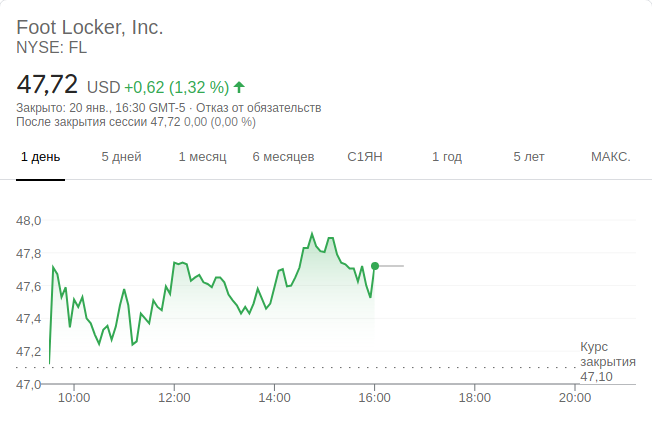 Foot Locker, Inc.
NYSE: FL
47,72 USD +0,62 (1,32 %)
Закрыто: 20 янв., 16:30 GMT-5 · Отказ от обязательств
После закрытия сессии 47,72 0,00 (0,00 %)
1 день 5 дней 1 месяц 6 месяцев С1ЯН 1 год 5 лет МАКС.
48,0
47,8
47,6
47,4
47,2
47,0
Курс
закрытия
47,10
10:00 12:00 14:00 16:00 18:00 20:00